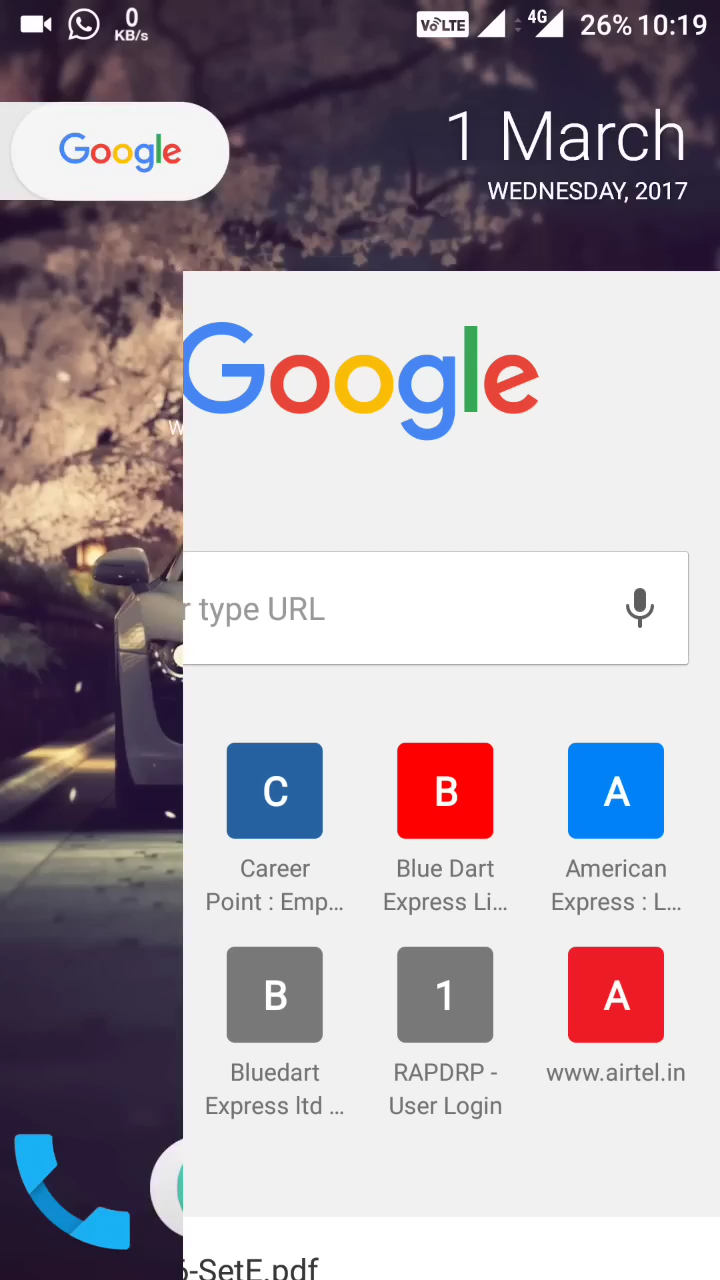 0
KB/s
VoLTE
4G
26% 10:19
Google
1 March
WEDNESDAY, 2017
Google
W
r type URL
C
B
A
Career
Point : Emp...
Blue Dart
Express Li...
American
Express : L...
B
1
A
Bluedart
Express ltd ...
RAPDRP -
User Login
www.airtel.in
-SetE.pdf